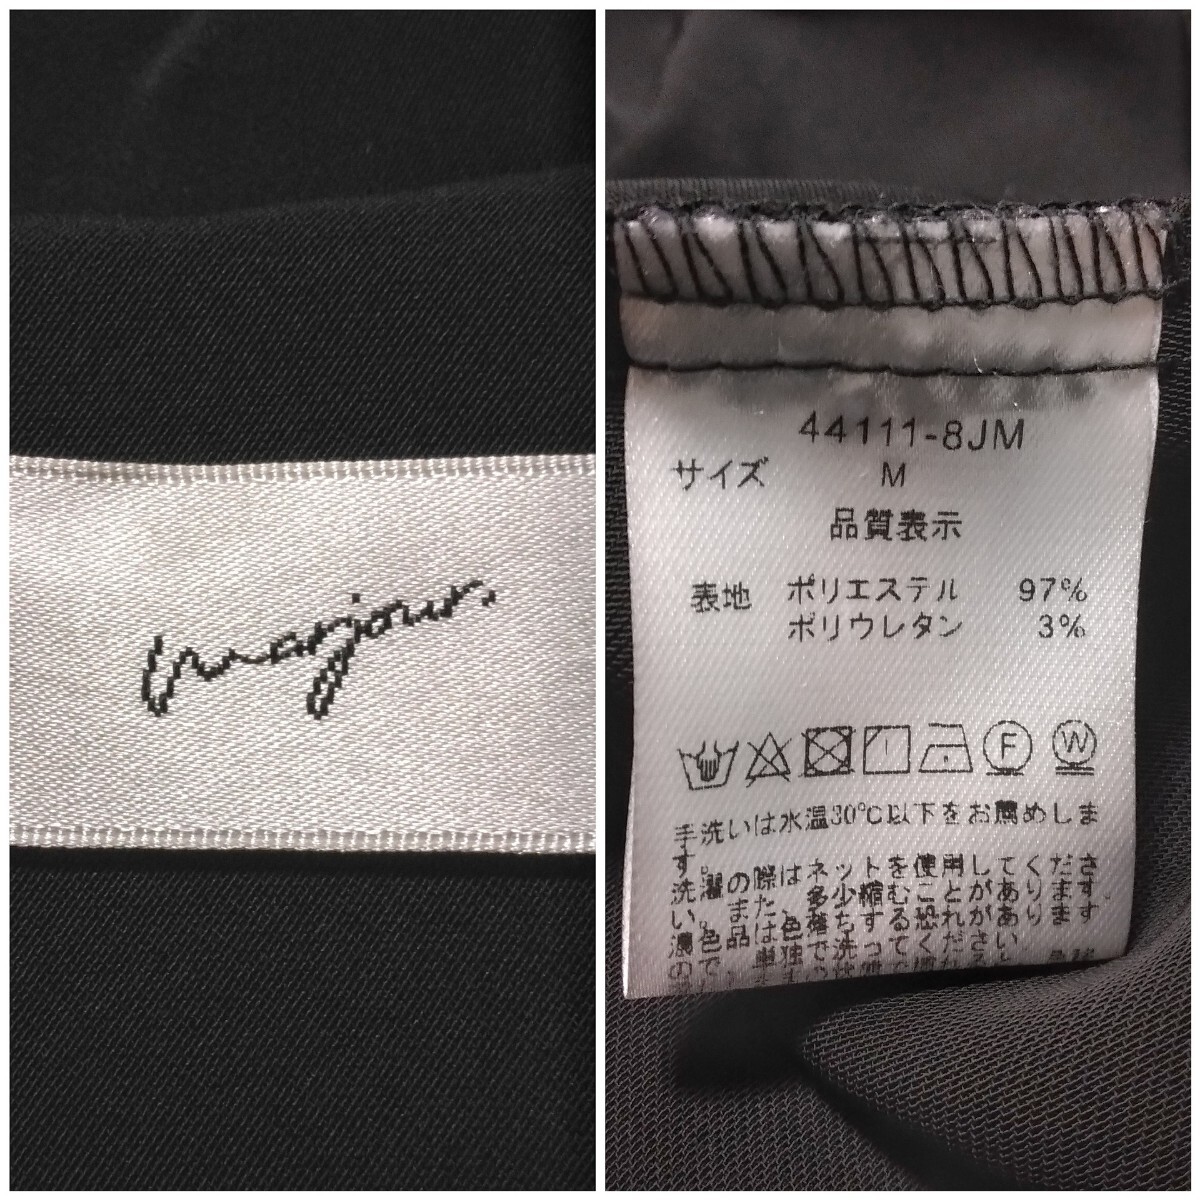 majour.
44111-8JM
サイズ M
品質表示
表地 ポリエステル 97%
ポリウレタン 3%
F W
手洗いは水温30℃以下をお薦めしま
す。洗濯の際はネットを使用してくださ
い。また、多少縮むことがあります
濃色品は色落ちする恐れがあります
ので、単独で洗ってください